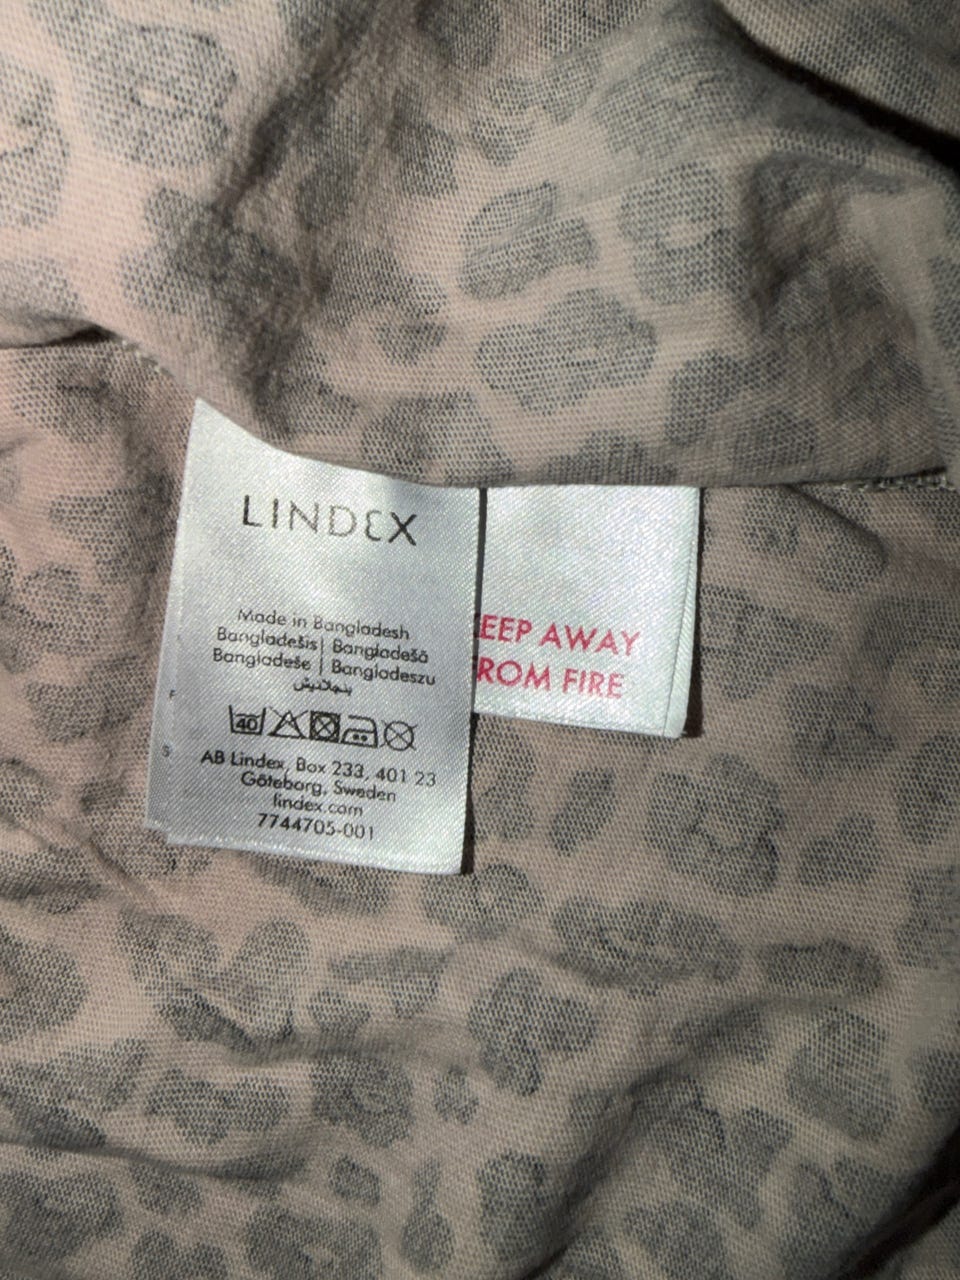 LINDEX
Made in Bangladesh
Bangladešis | Bangladešā
Bangladeše | Bangladeszu
بنجلاديش
40
AB Lindex, Box 233, 401 23
Göteborg, Sweden
lindex.com
7744705-001
EEP AWAY
ROM FIRE
F
S